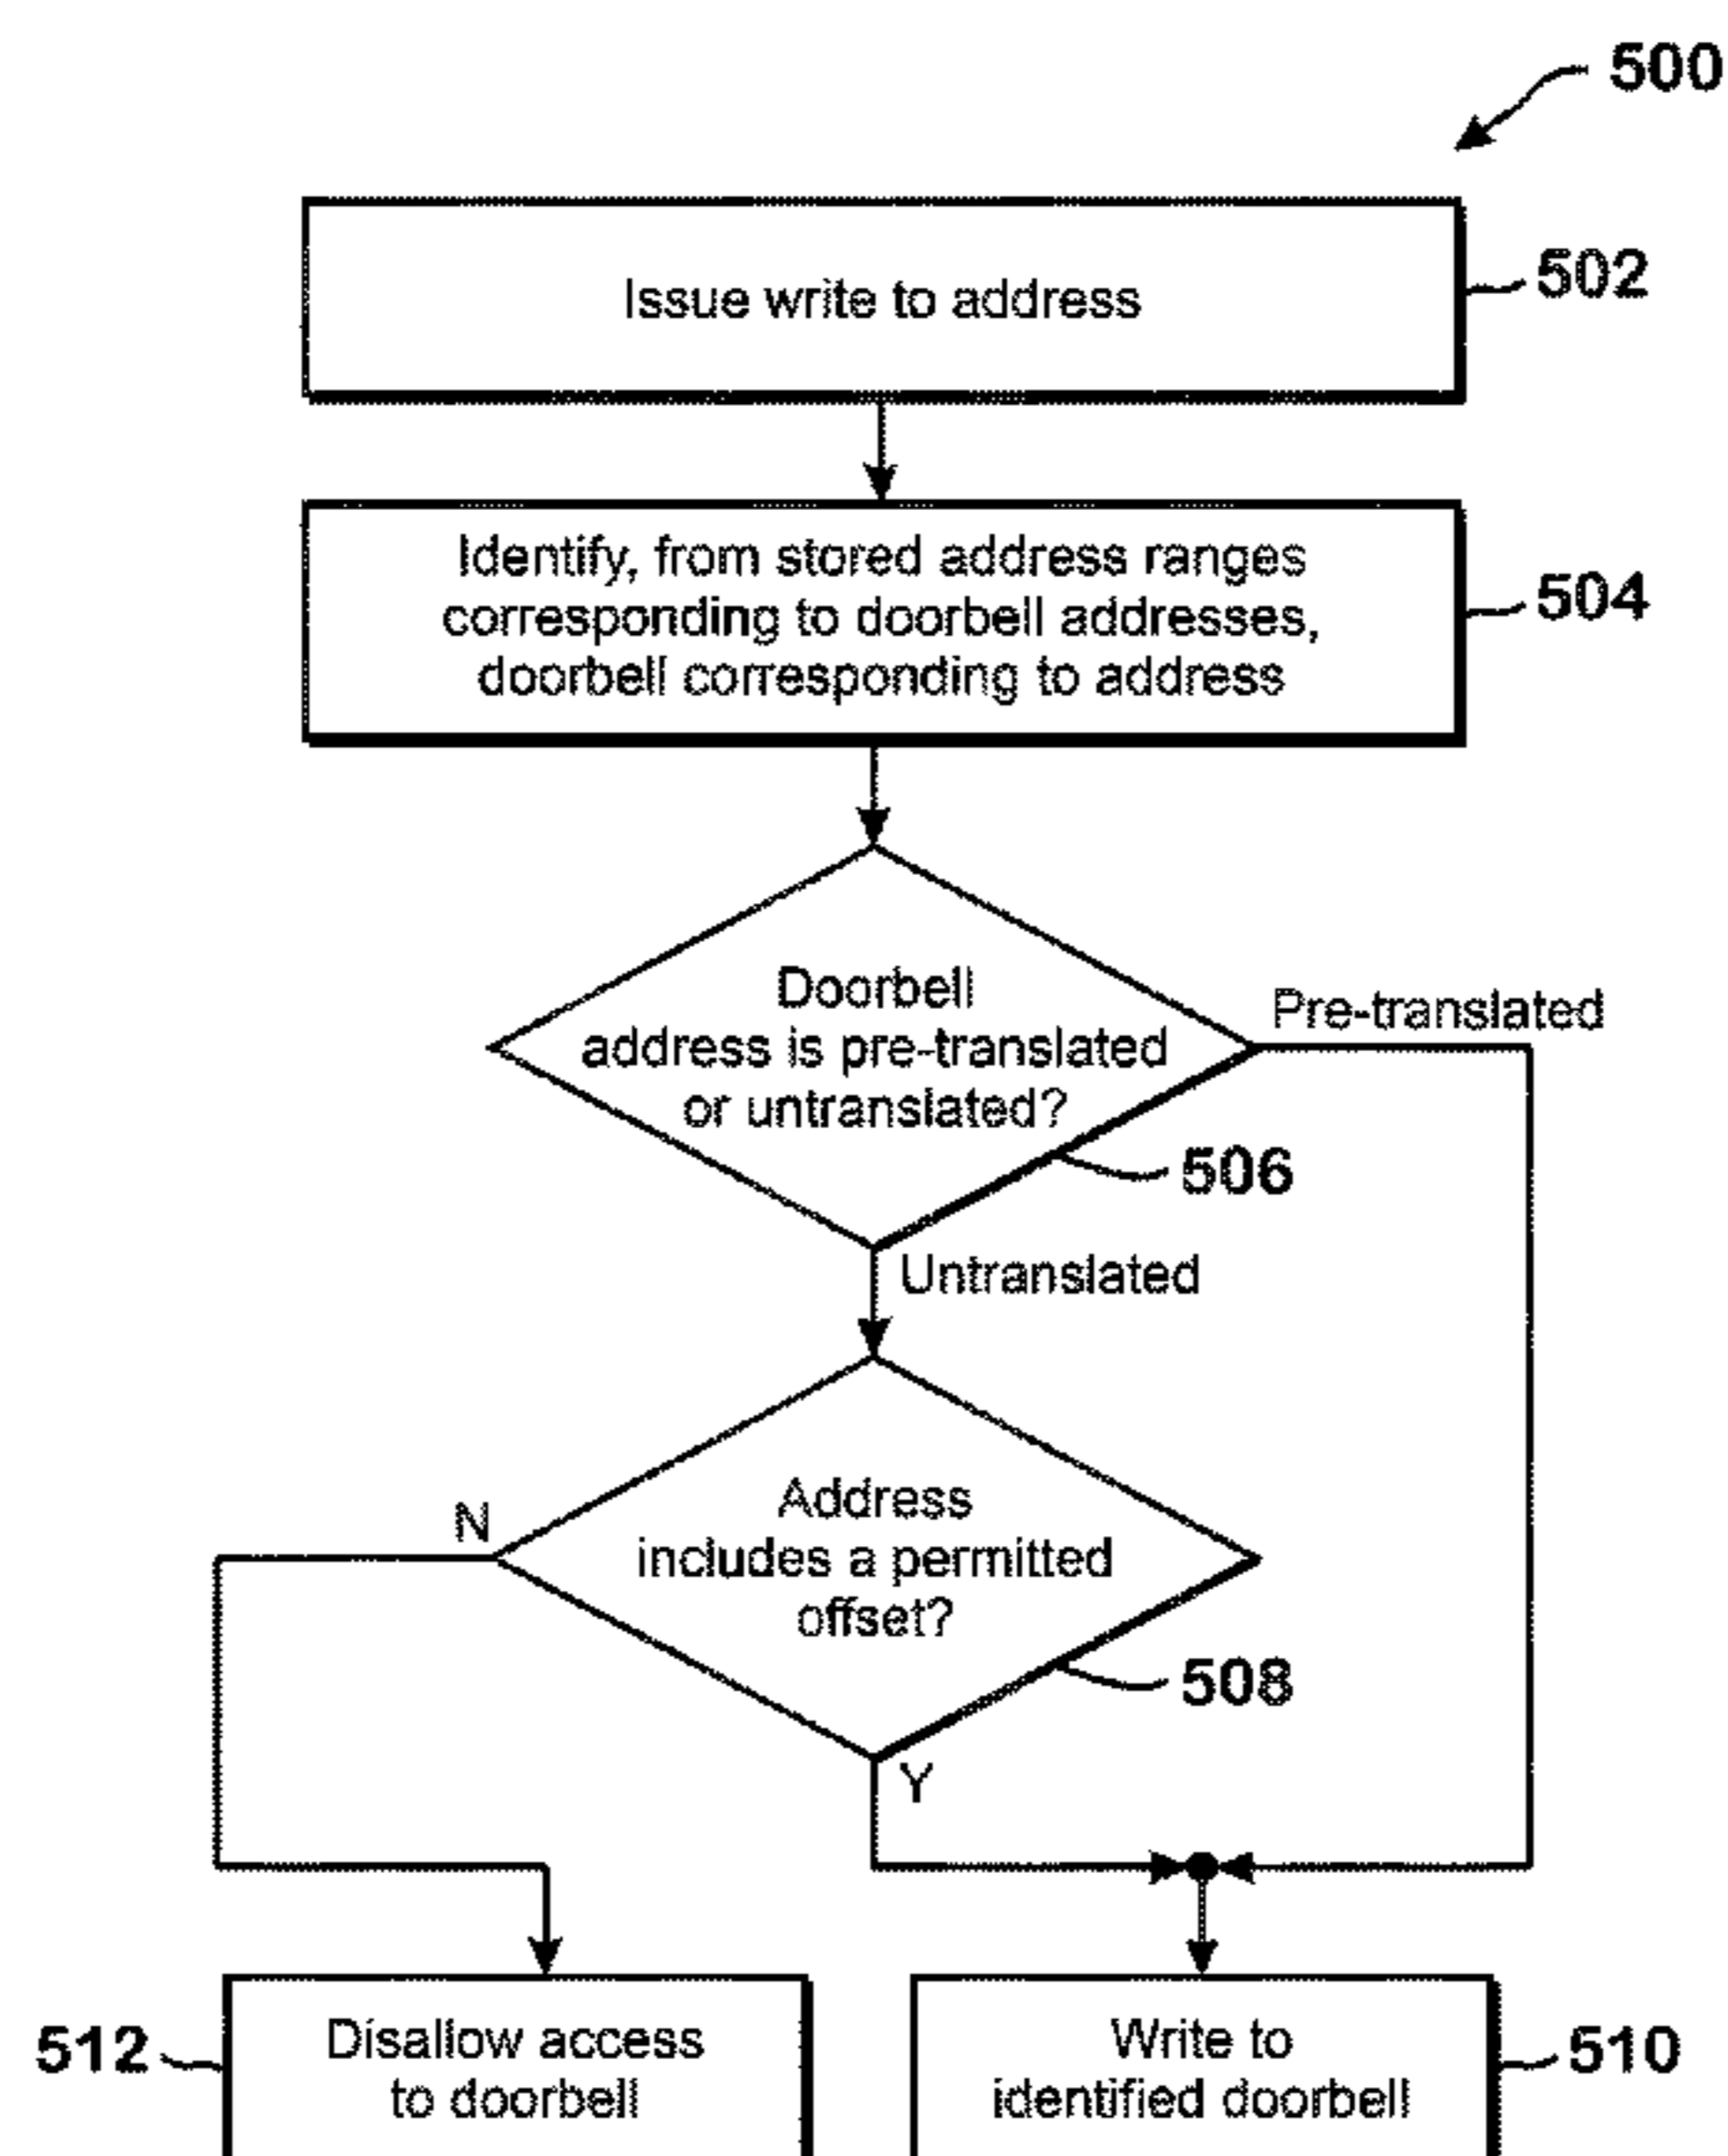 500
Issue write to address
502
Identify, from stored address ranges
corresponding to doorbell addresses,
doorbell corresponding to address
504
Doorbell
address is pre-translated
or untranslated?
Pre-translated
506
Untranslated
Address
includes a permitted
offset?
N
508
Y
512
Disallow access
to doorbell
Write to
identified doorbell
510